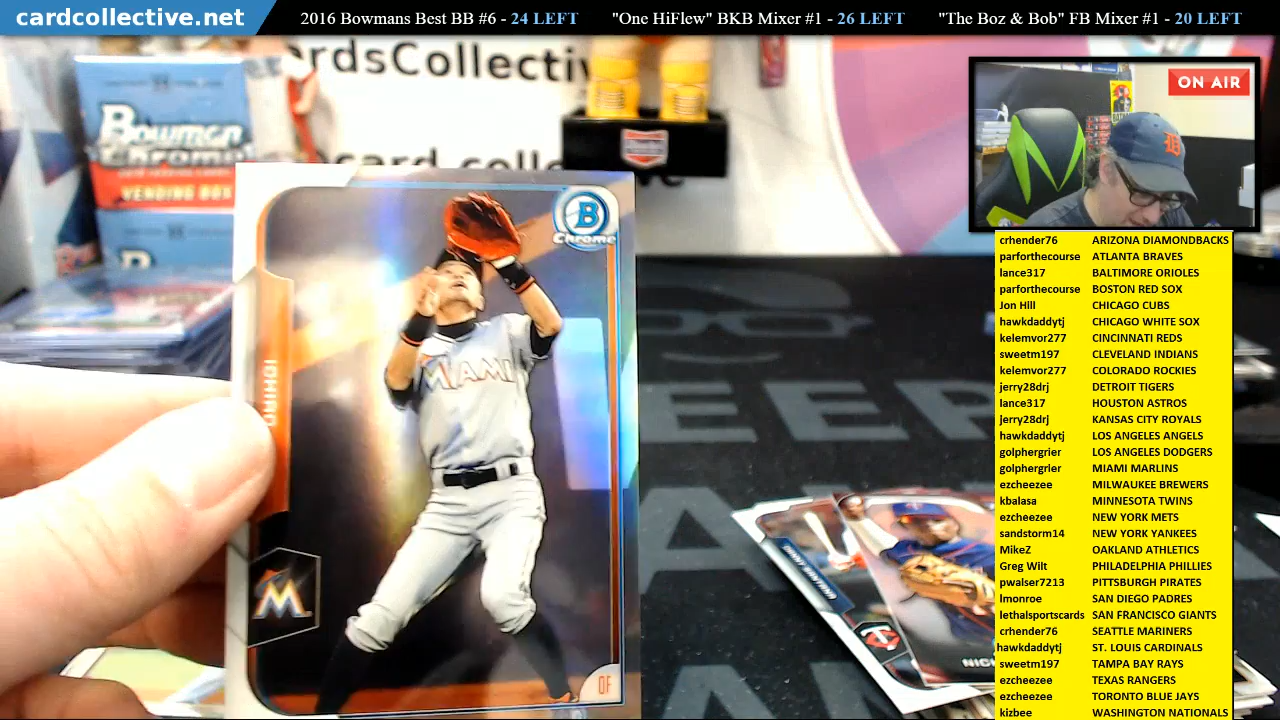 cardcollective.net
2016 Bowmans Best BB #6 - 24 LEFT
"One HiFlew" BKB Mixer #1 - 26 LEFT
"The Boz & Bob" FB Mixer #1 - 20 LEFT
ON AIR
Bowman
Chrome
VENDING BOX
B
Chrome
MIAMI
ICHIRO
OF
crhender76 ARIZONA DIAMONDBACKS
parforthecourse ATLANTA BRAVES
lance317 BALTIMORE ORIOLES
parforthecourse BOSTON RED SOX
Jon Hill CHICAGO CUBS
hawkdaddytj CHICAGO WHITE SOX
kelemvor277 CINCINNATI REDS
sweetm197 CLEVELAND INDIANS
kelemvor277 COLORADO ROCKIES
jerry28drj DETROIT TIGERS
lance317 HOUSTON ASTROS
jerry28drj KANSAS CITY ROYALS
hawkdaddytj LOS ANGELES ANGELS
golphergrier LOS ANGELES DODGERS
golphergrier MIAMI MARLINS
ezcheezee MILWAUKEE BREWERS
kbalasa MINNESOTA TWINS
ezcheezee NEW YORK METS
sandstorm14 NEW YORK YANKEES
MikeZ OAKLAND ATHLETICS
Greg Wilt PHILADELPHIA PHILLIES
pwalser7213 PITTSBURGH PIRATES
lmonroe SAN DIEGO PADRES
lethalsportscards SAN FRANCISCO GIANTS
crhender76 SEATTLE MARINERS
hawkdaddytj ST. LOUIS CARDINALS
sweetm197 TAMPA BAY RAYS
ezcheezee TEXAS RANGERS
ezcheezee TORONTO BLUE JAYS
kizbee WASHINGTON NATIONALS